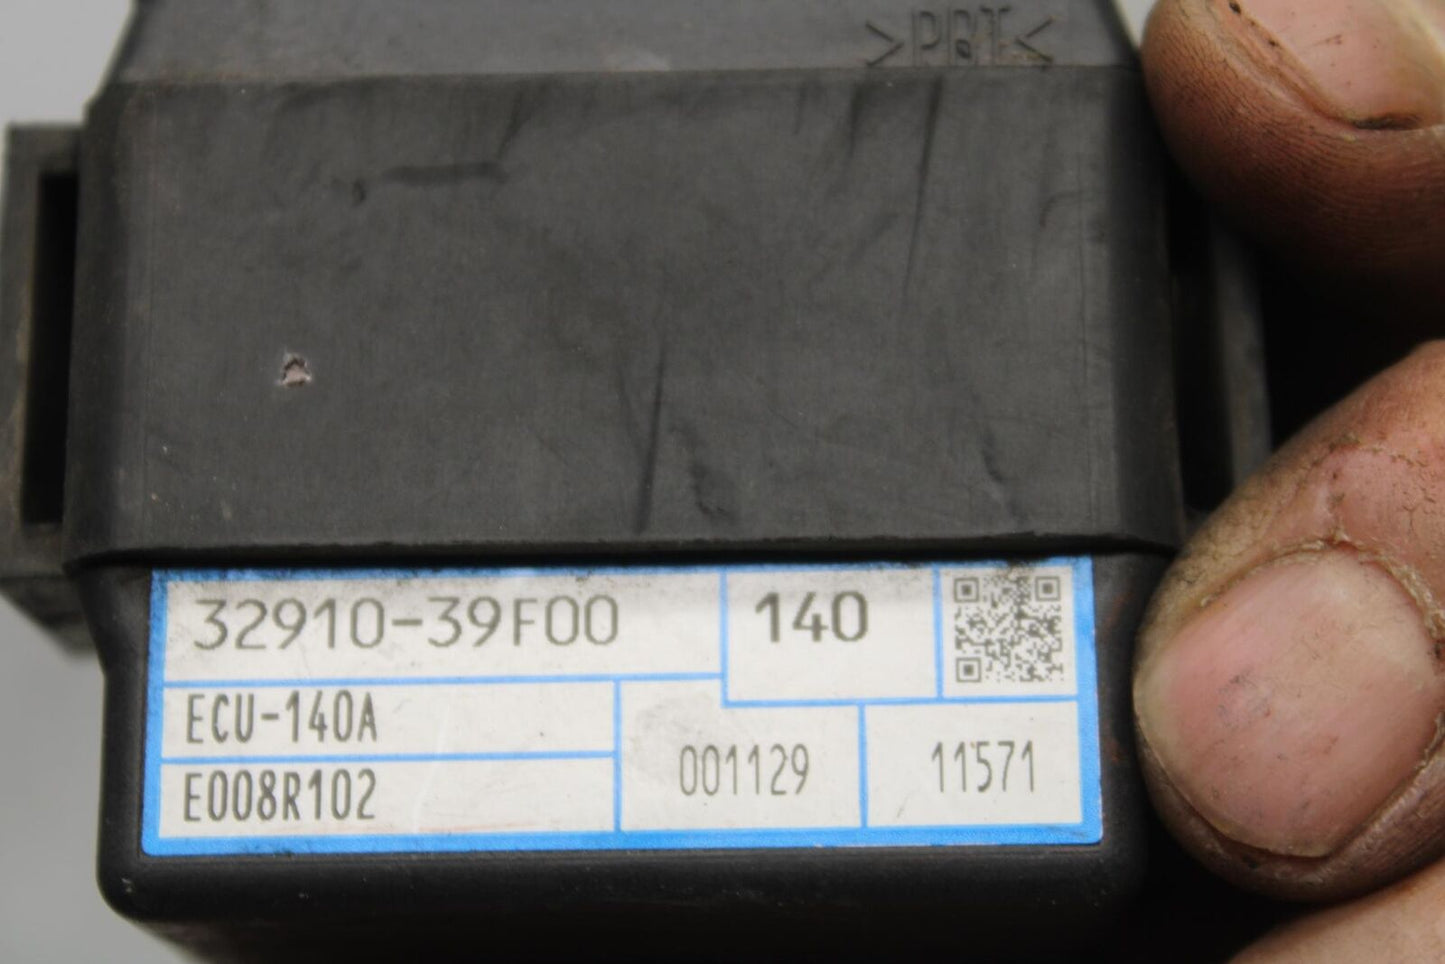 >PBT<
32910-39F00
140
ECU-140A
E008R102
001129
11571